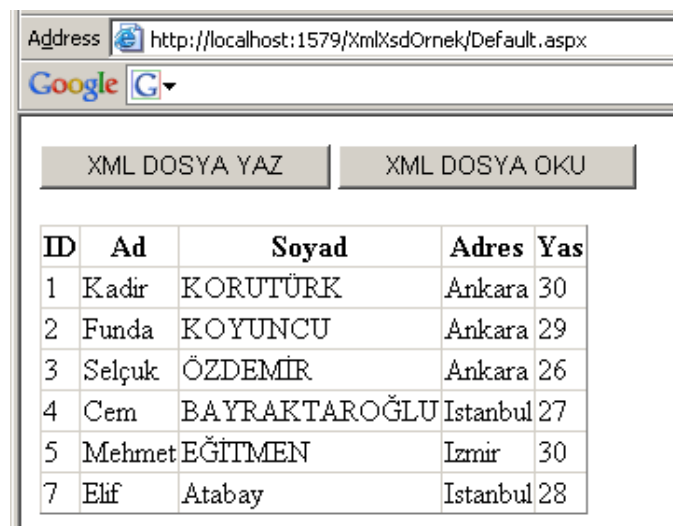 Address http://localhost:1579/XmlXsdOrnek/Default.aspx
Google G
XML DOSYA YAZ XML DOSYA OKU
ID Ad Soyad Adres Yas
1 Kadir KORUTÜRK Ankara 30
2 Funda KOYUNCU Ankara 29
3 Selçuk ÖZDEMİR Ankara 26
4 Cem BAYRAKTAROĞLU Istanbul 27
5 Mehmet EĞİTMEN Izmir 30
7 Elif Atabay Istanbul 28